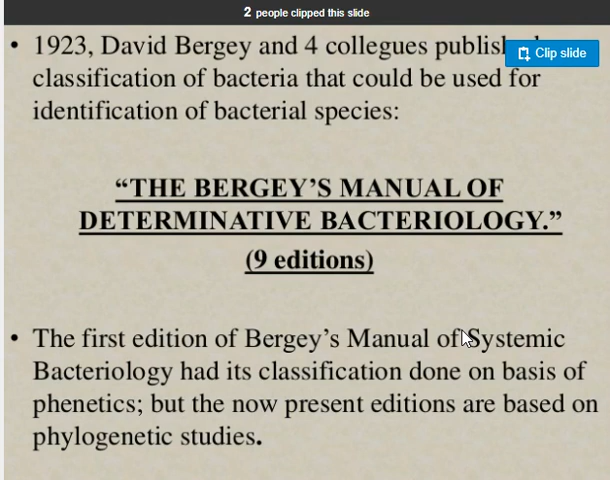 2 people clipped this slide
• 1923, David Bergey and 4 collegues
Clip slide
classification of bacteria that could be used for
identification of bacterial species:
“THE BERGEY’S MANUAL OF
DETERMINATIVE BACTERIOLOGY.”
(9 editions)
• The first edition of Bergey’s Manual of Systemic
Bacteriology had its classification done on basis of
phenetics; but the now present editions are based on
phylogenetic studies.